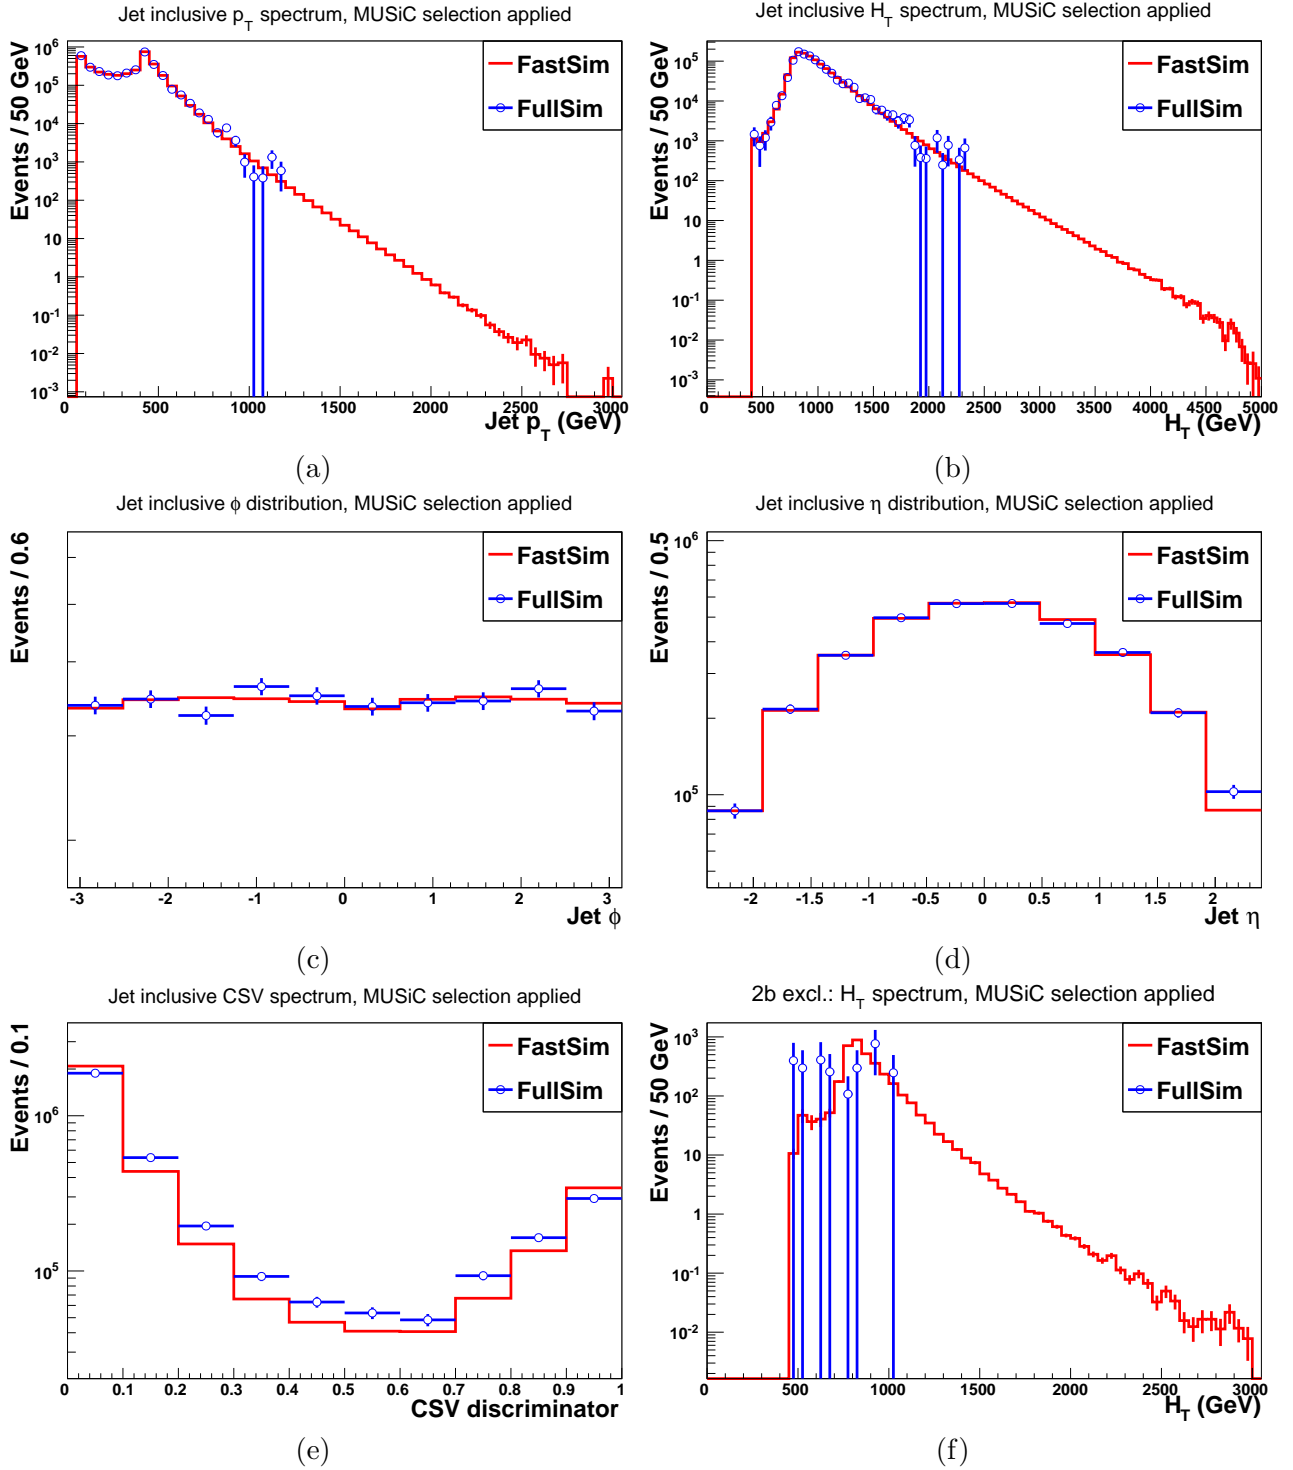 Jet inclusive p_T spectrum, MUSiC selection applied
Events / 50 GeV
10^6
10^5
10^4
10^3
10^2
10
1
10^-1
10^-2
10^-3
FastSim
FullSim
0 500 1000 1500 2000 2500 3000
Jet p_T (GeV)
(a)
Jet inclusive H_T spectrum, MUSiC selection applied
Events / 50 GeV
10^5
10^4
10^3
10^2
10
1
10^-1
10^-2
10^-3
FastSim
FullSim
0 500 1000 1500 2000 2500 3000 3500 4000 4500 5000
H_T (GeV)
(b)
Jet inclusive ϕ distribution, MUSiC selection applied
Events / 0.6
FastSim
FullSim
-3 -2 -1 0 1 2 3
Jet ϕ
(c)
Jet inclusive η distribution, MUSiC selection applied
Events / 0.5
10^6
10^5
FastSim
FullSim
-2 -1.5 -1 -0.5 0 0.5 1 1.5 2
Jet η
(d)
Jet inclusive CSV spectrum, MUSiC selection applied
Events / 0.1
10^6
10^5
FastSim
FullSim
0 0.1 0.2 0.3 0.4 0.5 0.6 0.7 0.8 0.9 1
CSV discriminator
(e)
2b excl.: H_T spectrum, MUSiC selection applied
Events / 50 GeV
10^3
10^2
10
1
10^-1
10^-2
FastSim
FullSim
0 500 1000 1500 2000 2500 3000
H_T (GeV)
(f)